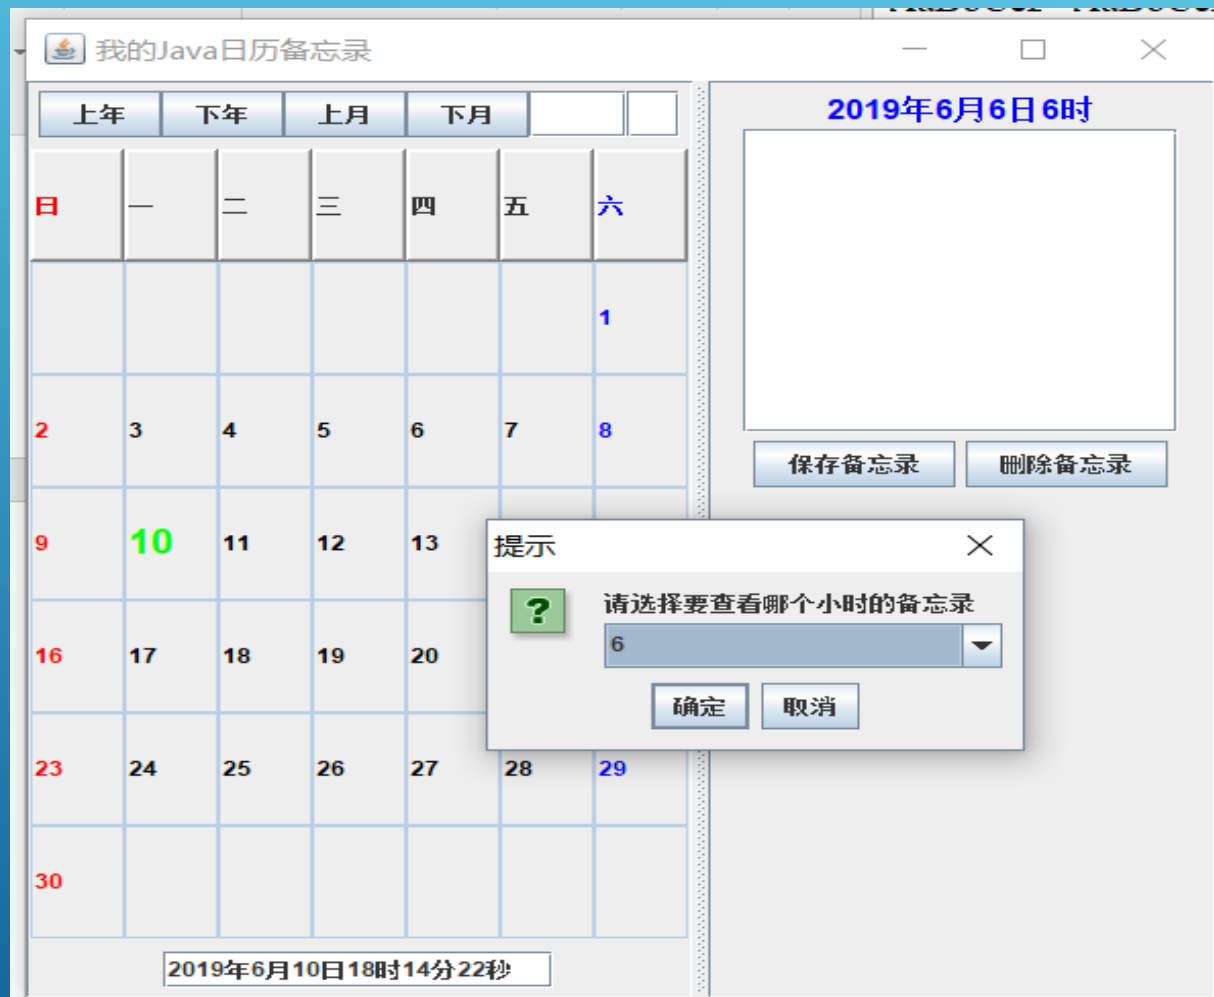 我的Java日历备忘录
上年 下年 上月 下月
2019年6月6日6时
日 一 二 三 四 五 六
1
2 3 4 5 6 7 8
保存备忘录 删除备忘录
9 10 11 12 13
提示
请选择要查看哪个小时的备忘录
6
16 17 18 19 20
确定 取消
23 24 25 26 27 28 29
30
2019年6月10日18时14分22秒